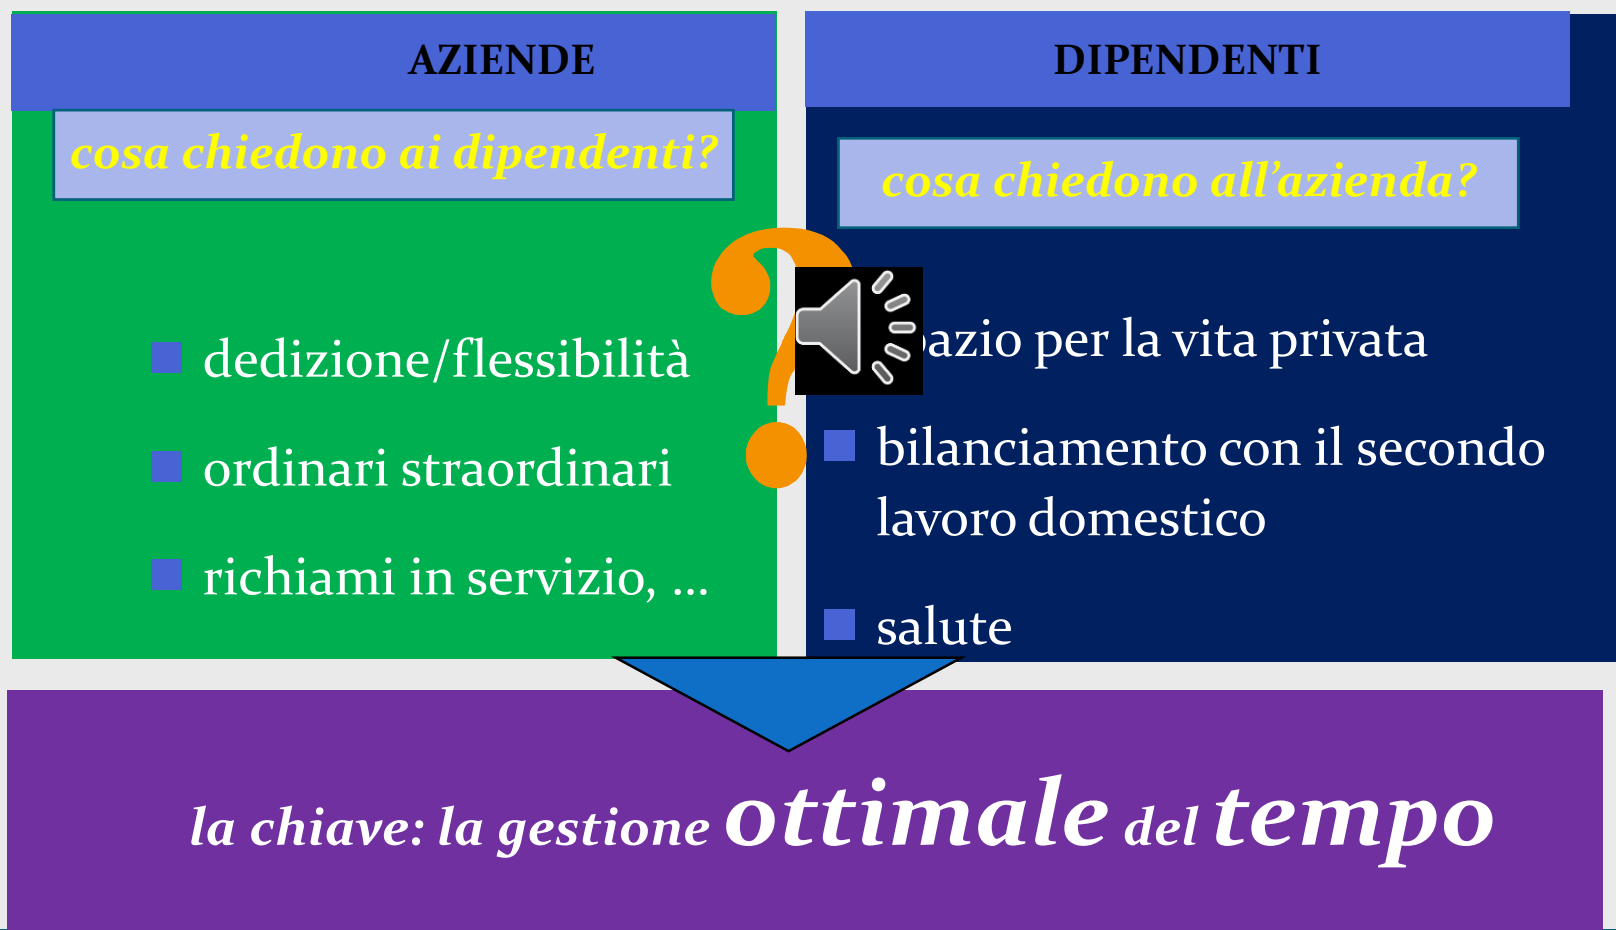 AZIENDE
cosa chiedono ai dipendenti?
dedizione/flessibilità
ordinari straordinari
richiami in servizio, ...
?
DIPENDENTI
cosa chiedono all’azienda?
per la vita privata
bilanciamento con il secondo
lavoro domestico
salute
la chiave: la gestione ottimale del tempo